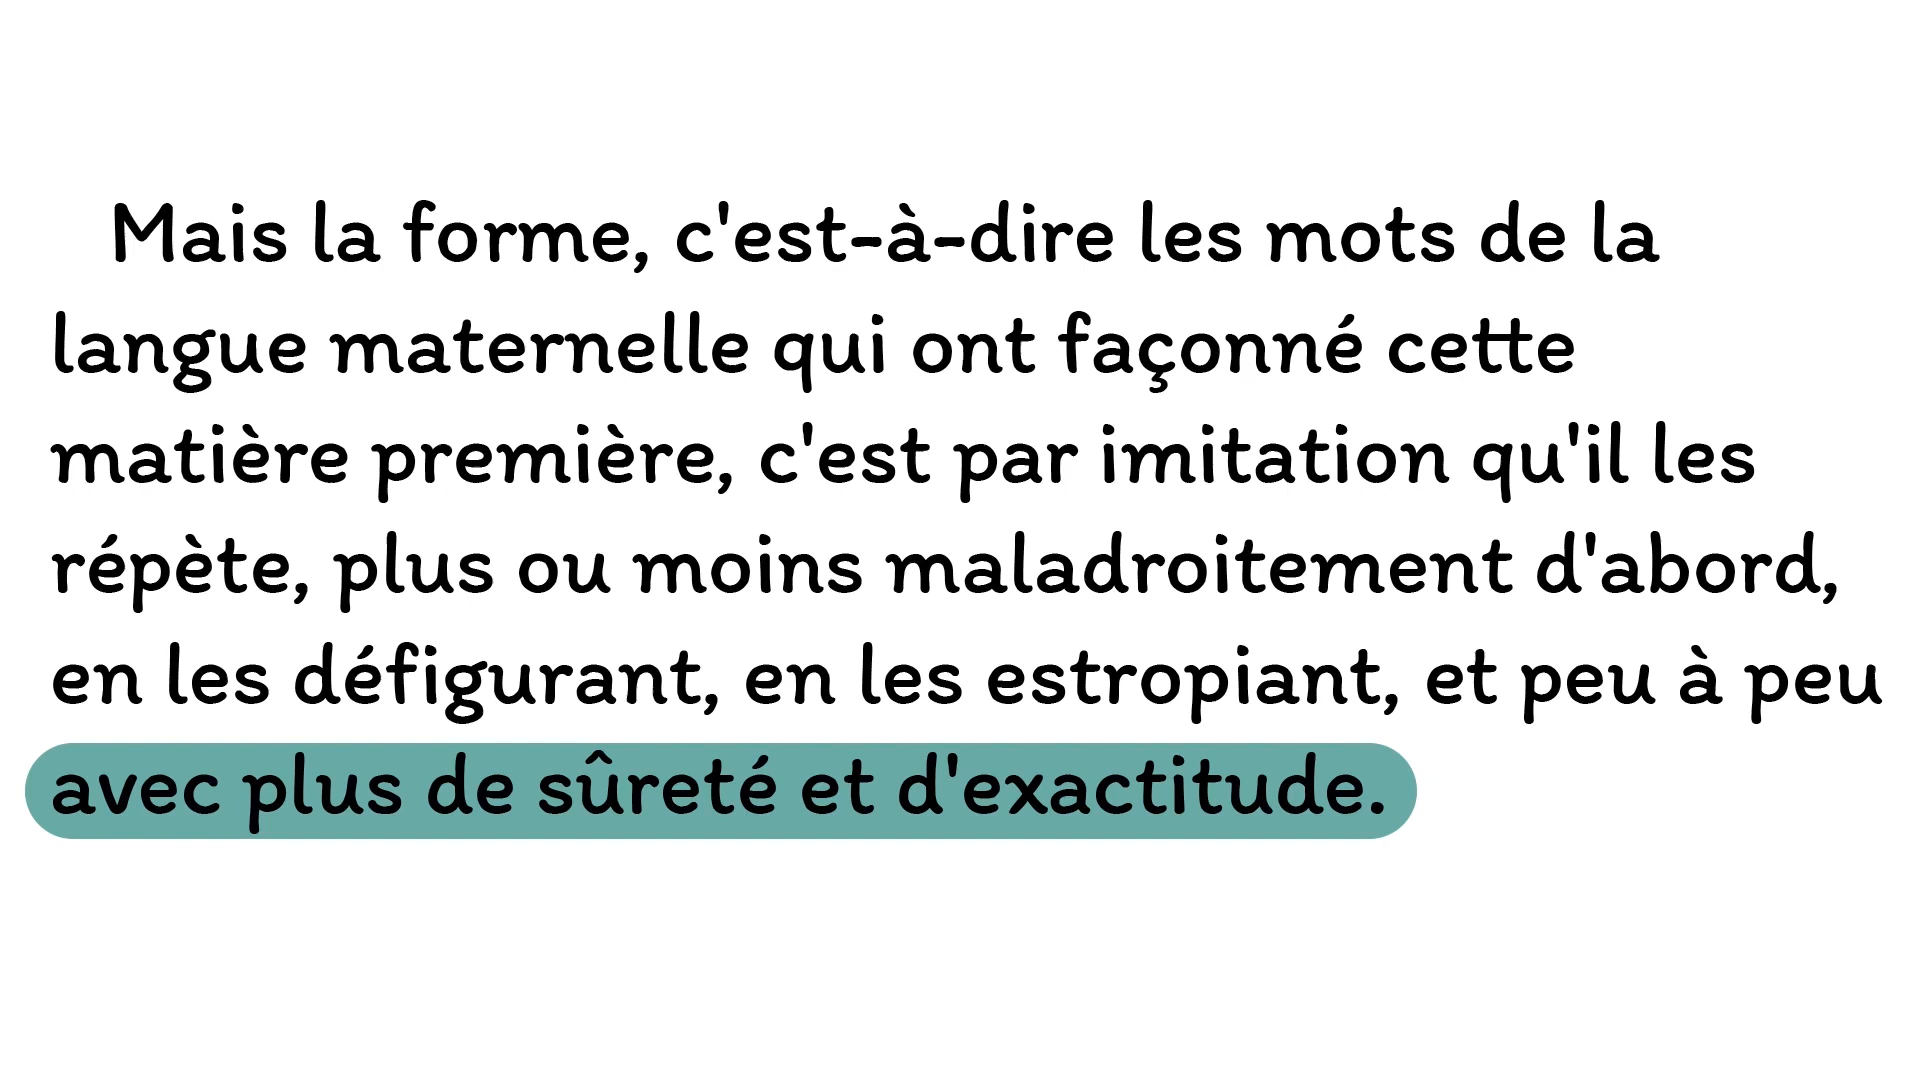 Mais la forme, c'est-à-dire les mots de la
langue maternelle qui ont façonné cette
matière première, c'est par imitation qu'il les
répète, plus ou moins maladroitement d'abord,
en les défigurant, en les estropiant, et peu à peu
avec plus de sûreté et d'exactitude.